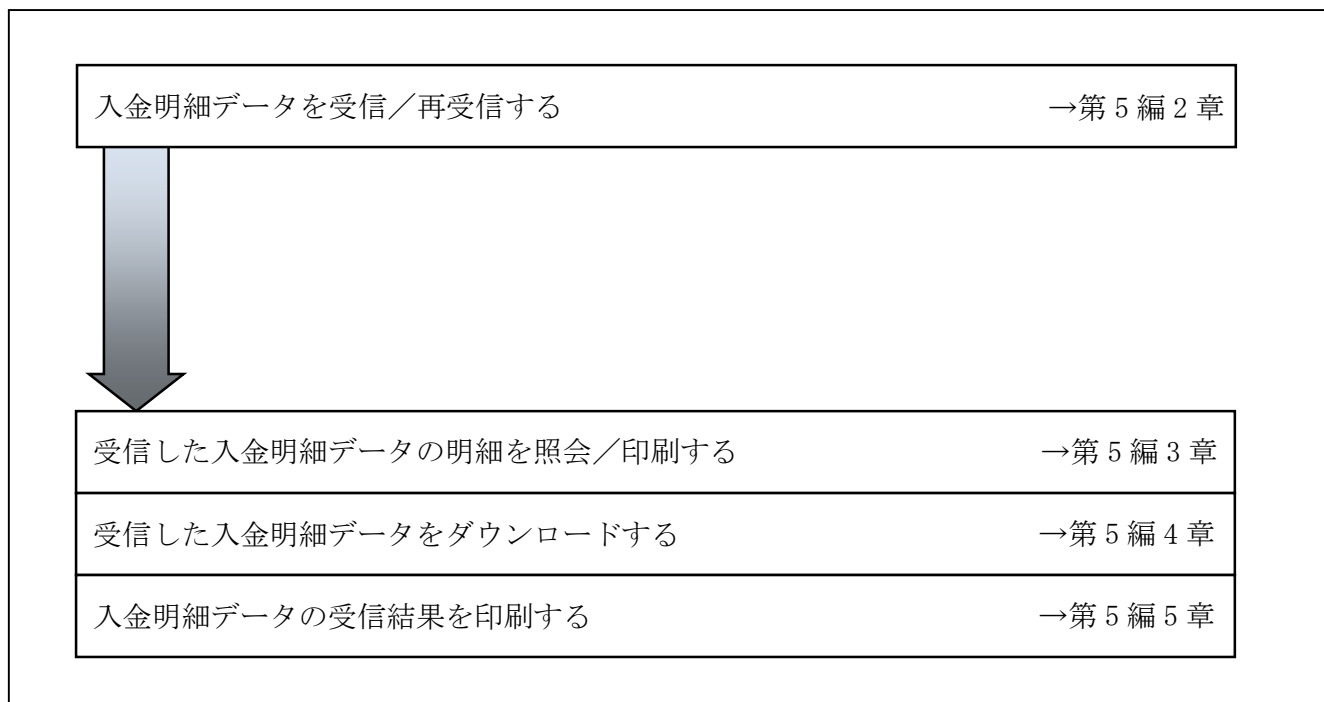 入金明細データを受信／再受信する →第５編２章
受信した入金明細データの明細を照会／印刷する →第５編３章
受信した入金明細データをダウンロードする →第５編４章
入金明細データの受信結果を印刷する →第５編５章